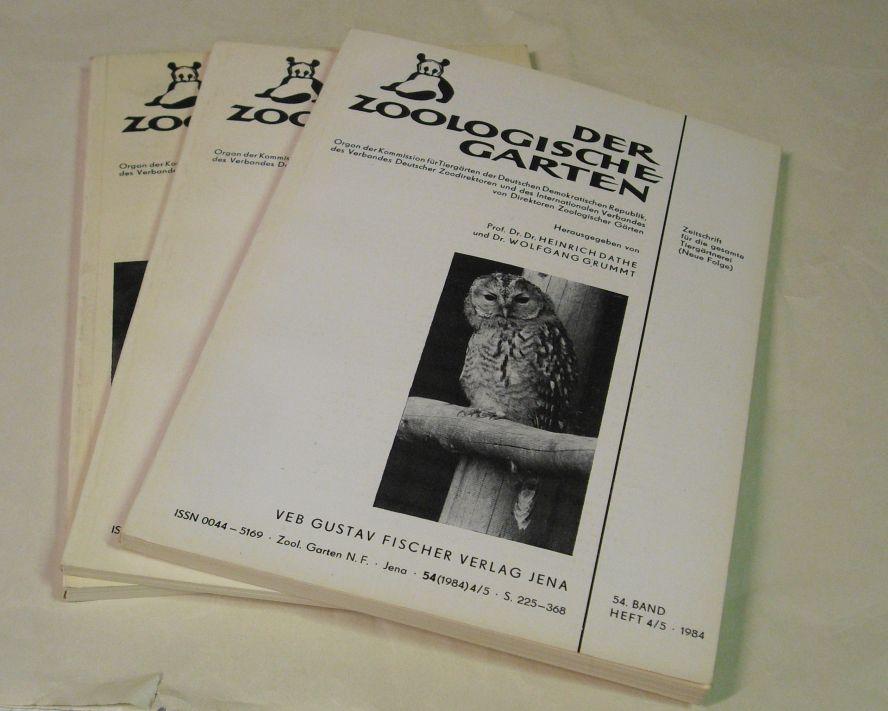 DER
ZOOLOGISCHE
GARTEN
Organ der Kommission für Tiergärten der Deutschen Demokratischen Republik,
des Verbandes Deutscher Zoodirektoren und des Internationalen Verbandes
von Direktoren Zoologischer Gärten
Herausgegeben von
Prof. Dr. Dr. HEINRICH DATHE
und Dr. WOLFGANG GRUMMT
Zeitschrift
für die gesamte
Tiergärtnerei
(Neue Folge)
VEB GUSTAV FISCHER VERLAG JENA
ISSN 0044 – 5169 · Zool. Garten N. F. · Jena · 54(1984) 4/5 · S. 225–368
54. BAND
HEFT 4/5 · 1984
ZOO
Organ der Kommis
des Verbandes D
ZOO
Organ der Ko
des Verband
IS